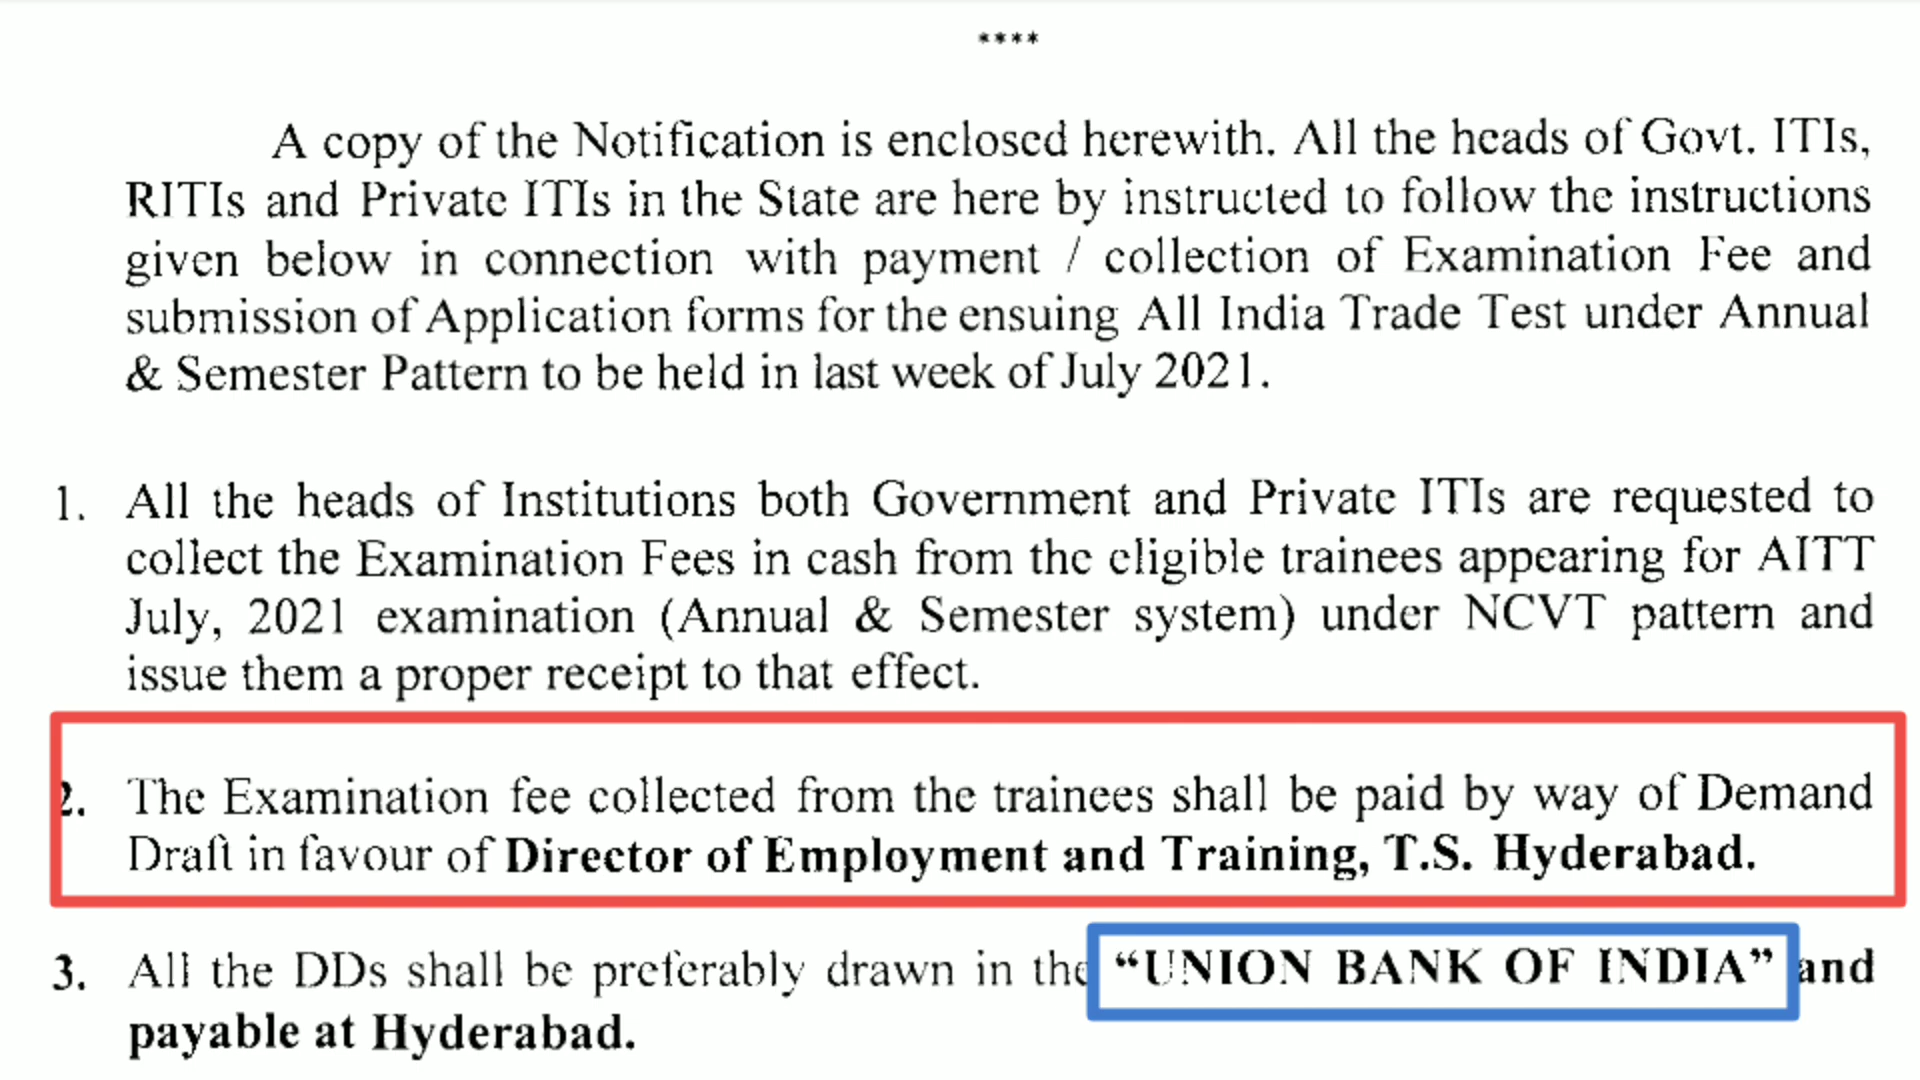 ****
A copy of the Notification is enclosed herewith. All the heads of Govt. ITIs,
RITIs and Private ITIs in the State are here by instructed to follow the instructions
given below in connection with payment / collection of Examination Fee and
submission of Application forms for the ensuing All India Trade Test under Annual
& Semester Pattern to be held in last week of July 2021.
1. All the heads of Institutions both Government and Private ITIs are requested to
collect the Examination Fees in cash from the eligible trainees appearing for AITT
July, 2021 examination (Annual & Semester system) under NCVT pattern and
issue them a proper receipt to that effect.
2. The Examination fee collected from the trainees shall be paid by way of Demand
Draft in favour of Director of Employment and Training, T.S. Hyderabad.
3. All the DDs shall be preferably drawn in the “UNION BANK OF INDIA” and
payable at Hyderabad.